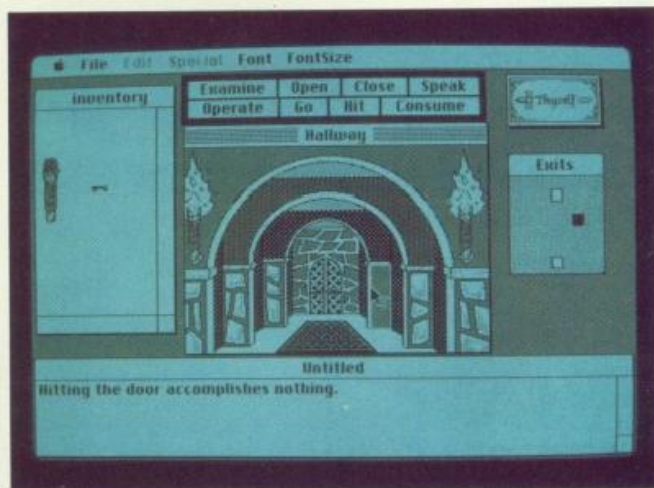 File Edit Special Font FontSize
inventory
Examine Open Close Speak
Operate Go Hit Consume
Thyself
Hallway
Exits
Untitled
Hitting the door accomplishes nothing.